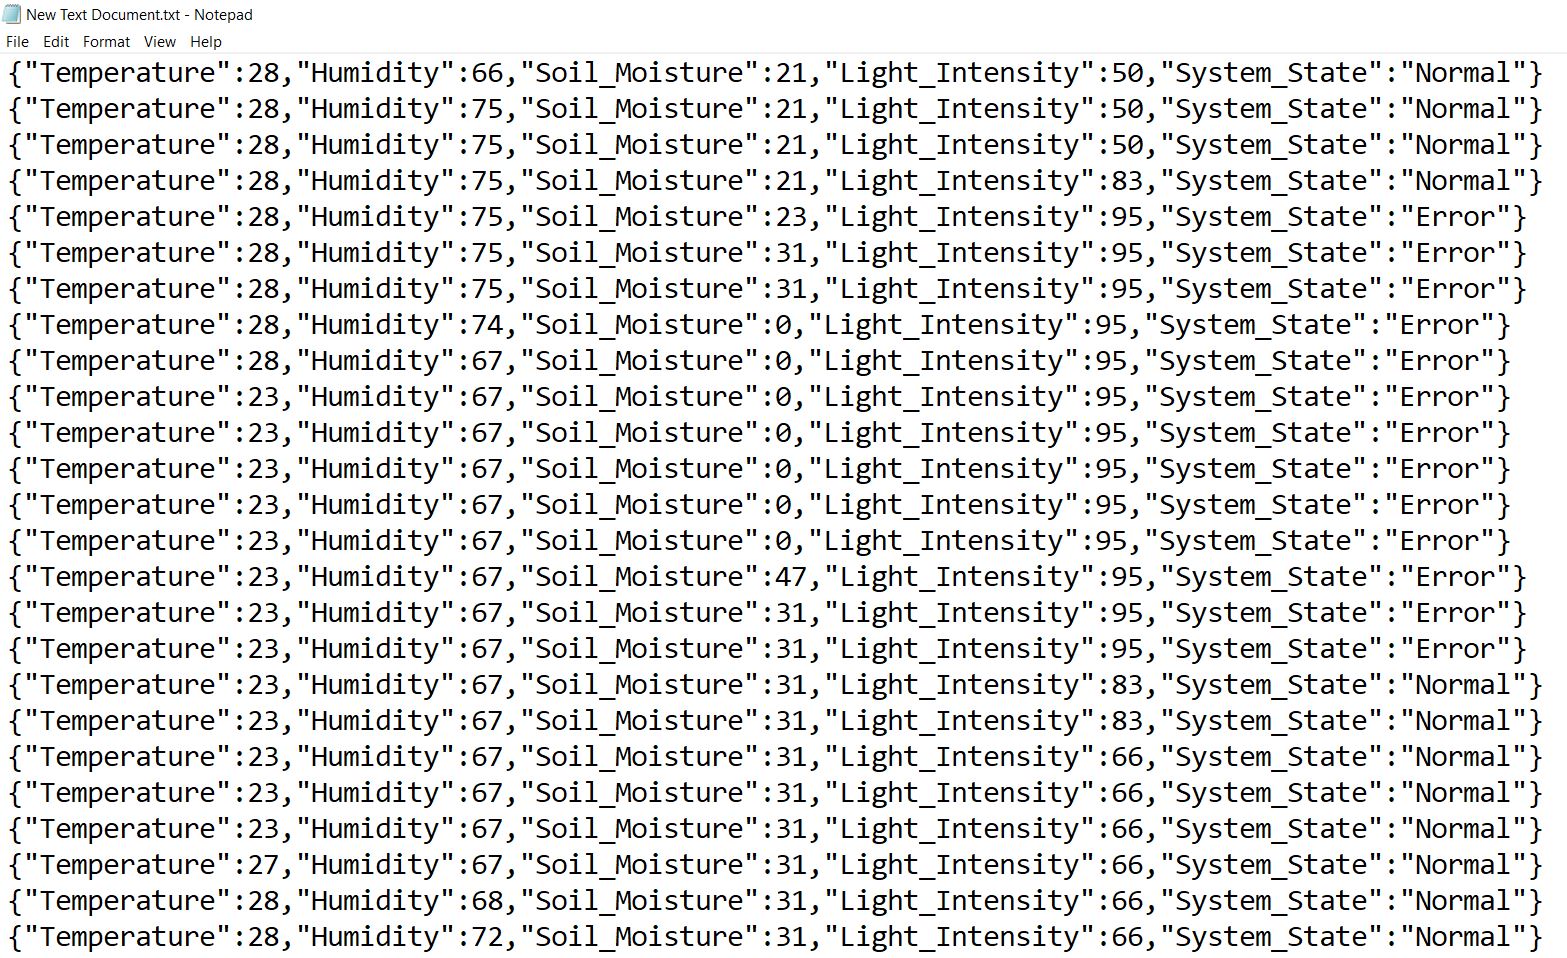 New Text Document.txt - Notepad
File Edit Format View Help
{"Temperature":28,"Humidity":66,"Soil_Moisture":21,"Light_Intensity":50,"System_State":"Normal"}
{"Temperature":28,"Humidity":75,"Soil_Moisture":21,"Light_Intensity":50,"System_State":"Normal"}
{"Temperature":28,"Humidity":75,"Soil_Moisture":21,"Light_Intensity":50,"System_State":"Normal"}
{"Temperature":28,"Humidity":75,"Soil_Moisture":21,"Light_Intensity":83,"System_State":"Normal"}
{"Temperature":28,"Humidity":75,"Soil_Moisture":23,"Light_Intensity":95,"System_State":"Error"}
{"Temperature":28,"Humidity":75,"Soil_Moisture":31,"Light_Intensity":95,"System_State":"Error"}
{"Temperature":28,"Humidity":75,"Soil_Moisture":31,"Light_Intensity":95,"System_State":"Error"}
{"Temperature":28,"Humidity":74,"Soil_Moisture":0,"Light_Intensity":95,"System_State":"Error"}
{"Temperature":28,"Humidity":67,"Soil_Moisture":0,"Light_Intensity":95,"System_State":"Error"}
{"Temperature":23,"Humidity":67,"Soil_Moisture":0,"Light_Intensity":95,"System_State":"Error"}
{"Temperature":23,"Humidity":67,"Soil_Moisture":0,"Light_Intensity":95,"System_State":"Error"}
{"Temperature":23,"Humidity":67,"Soil_Moisture":0,"Light_Intensity":95,"System_State":"Error"}
{"Temperature":23,"Humidity":67,"Soil_Moisture":0,"Light_Intensity":95,"System_State":"Error"}
{"Temperature":23,"Humidity":67,"Soil_Moisture":0,"Light_Intensity":95,"System_State":"Error"}
{"Temperature":23,"Humidity":67,"Soil_Moisture":47,"Light_Intensity":95,"System_State":"Error"}
{"Temperature":23,"Humidity":67,"Soil_Moisture":31,"Light_Intensity":95,"System_State":"Error"}
{"Temperature":23,"Humidity":67,"Soil_Moisture":31,"Light_Intensity":95,"System_State":"Error"}
{"Temperature":23,"Humidity":67,"Soil_Moisture":31,"Light_Intensity":83,"System_State":"Normal"}
{"Temperature":23,"Humidity":67,"Soil_Moisture":31,"Light_Intensity":83,"System_State":"Normal"}
{"Temperature":23,"Humidity":67,"Soil_Moisture":31,"Light_Intensity":66,"System_State":"Normal"}
{"Temperature":23,"Humidity":67,"Soil_Moisture":31,"Light_Intensity":66,"System_State":"Normal"}
{"Temperature":23,"Humidity":67,"Soil_Moisture":31,"Light_Intensity":66,"System_State":"Normal"}
{"Temperature":27,"Humidity":67,"Soil_Moisture":31,"Light_Intensity":66,"System_State":"Normal"}
{"Temperature":28,"Humidity":68,"Soil_Moisture":31,"Light_Intensity":66,"System_State":"Normal"}
{"Temperature":28,"Humidity":72,"Soil_Moisture":31,"Light_Intensity":66,"System_State":"Normal"}